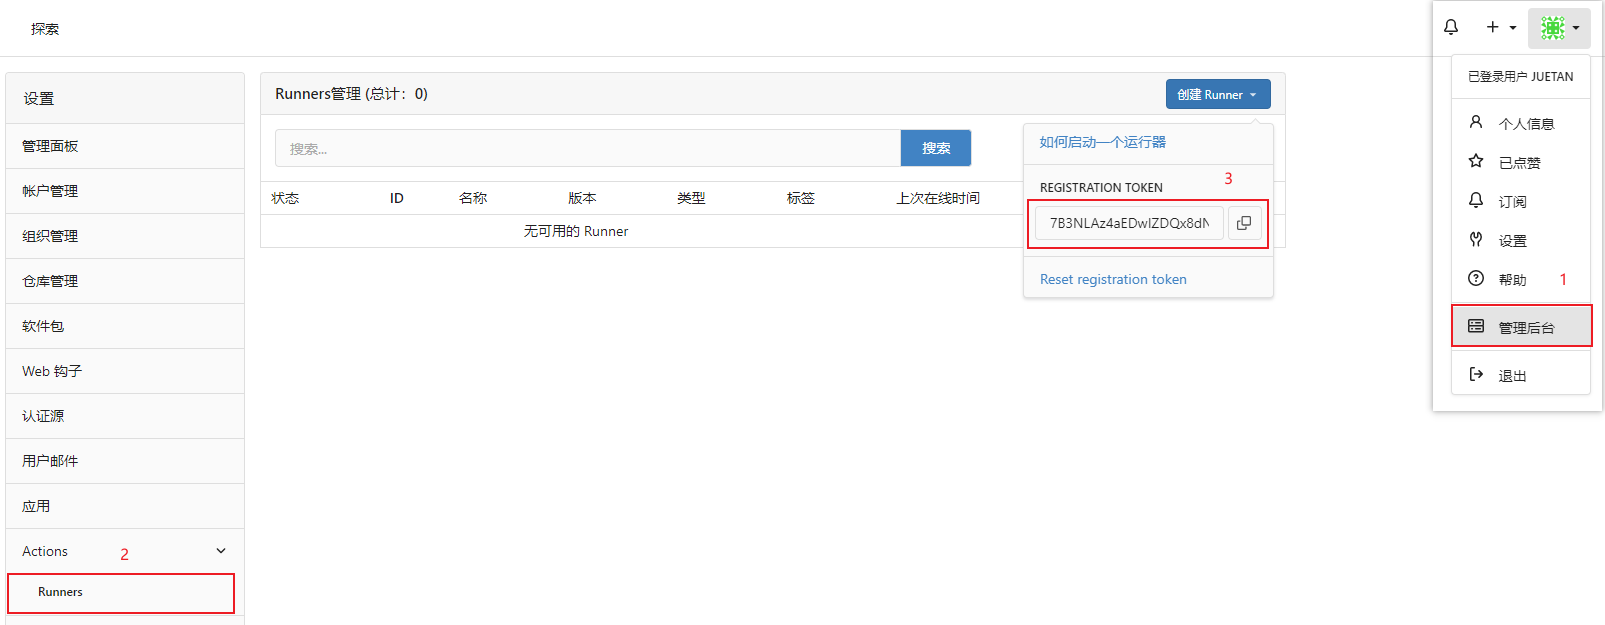 探索
设置
管理面板
帐户管理
组织管理
仓库管理
软件包
Web 钩子
认证源
用户邮件
应用
Actions
2
Runners
Runners管理 (总计：0)
创建 Runner
搜索...
搜索
状态 ID 名称 版本 类型 标签 上次在线时间
无可用的 Runner
如何启动一个运行器
REGISTRATION TOKEN
3
7B3NLAz4aEDwIZDQx8dN
Reset registration token
已登录用户 JUETAN
个人信息
已点赞
订阅
设置
帮助
1
管理后台
退出